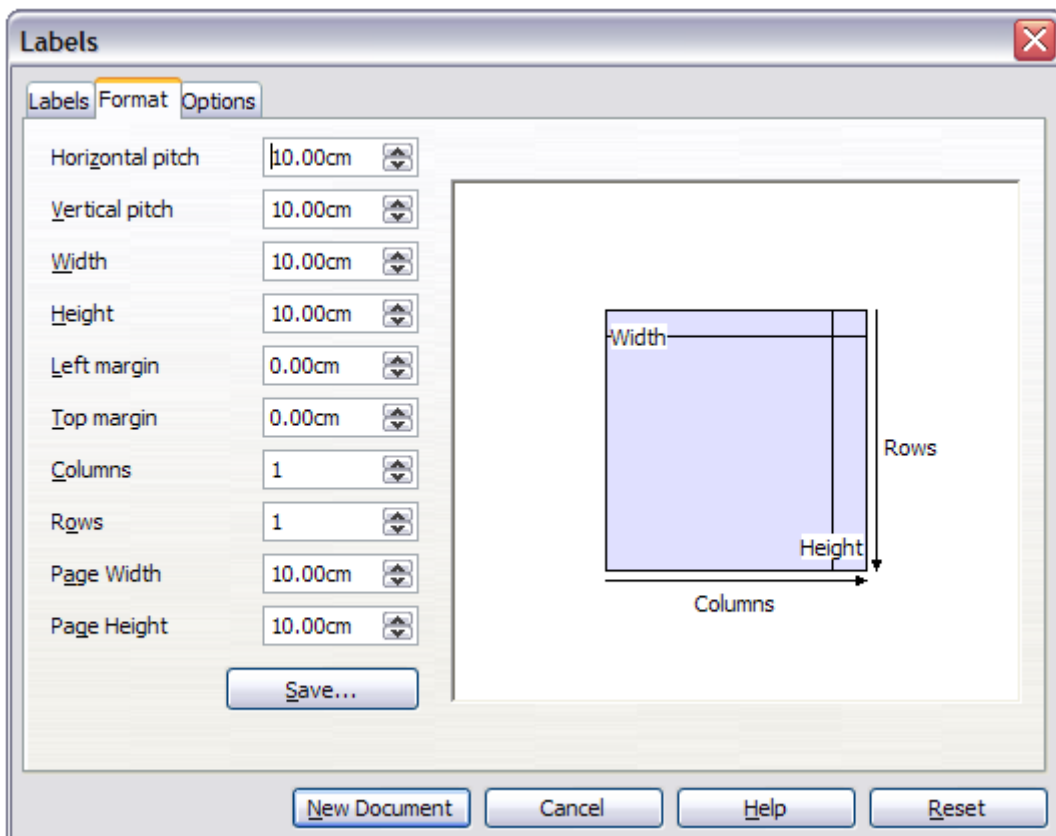 Labels
Labels Format Options
Horizontal pitch 10.00cm
Vertical pitch 10.00cm
Width 10.00cm
Height 10.00cm
Left margin 0.00cm
Top margin 0.00cm
Columns 1
Rows 1
Page Width 10.00cm
Page Height 10.00cm
Save...
Width
Rows
Height
Columns
New Document Cancel Help Reset